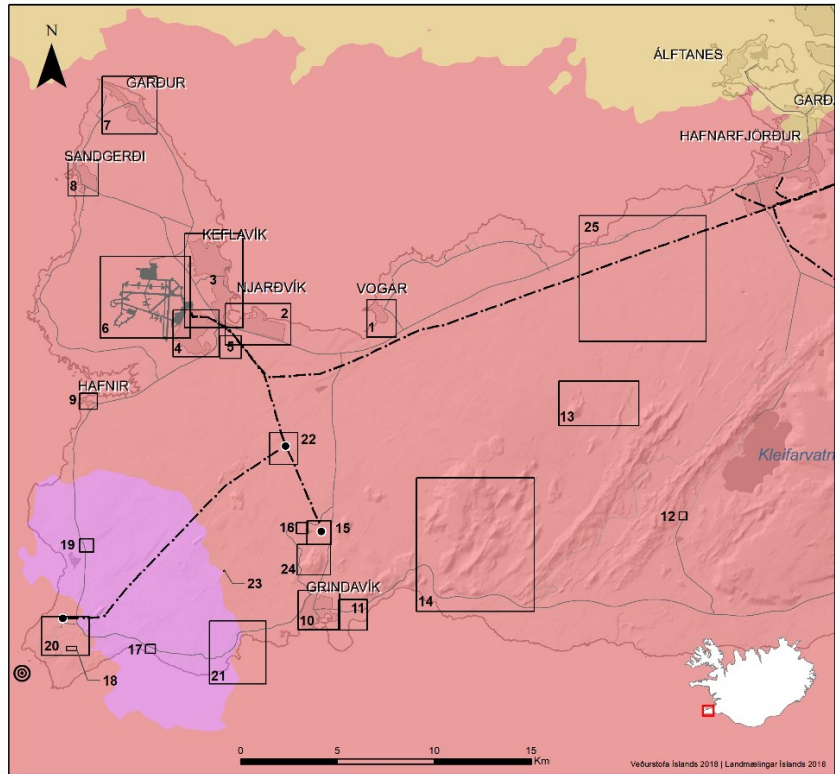 N
ÁLFTANES
GARÐUR
GARÐA
7
HAFNARFJÖRÐUR
SANDGERÐI
8
25
KEFLAVÍK
3
NJARÐVÍK
VOGAR
6
2
1
4
5
HAFNIR
9
13
22
Kleifarvatn
16
15
12
19
24
23
GRINDAVÍK
14
11
10
20
17
21
18
0
5
10
15
Km
Veðurstofa Íslands 2018 | Landmælingar Íslands 2018